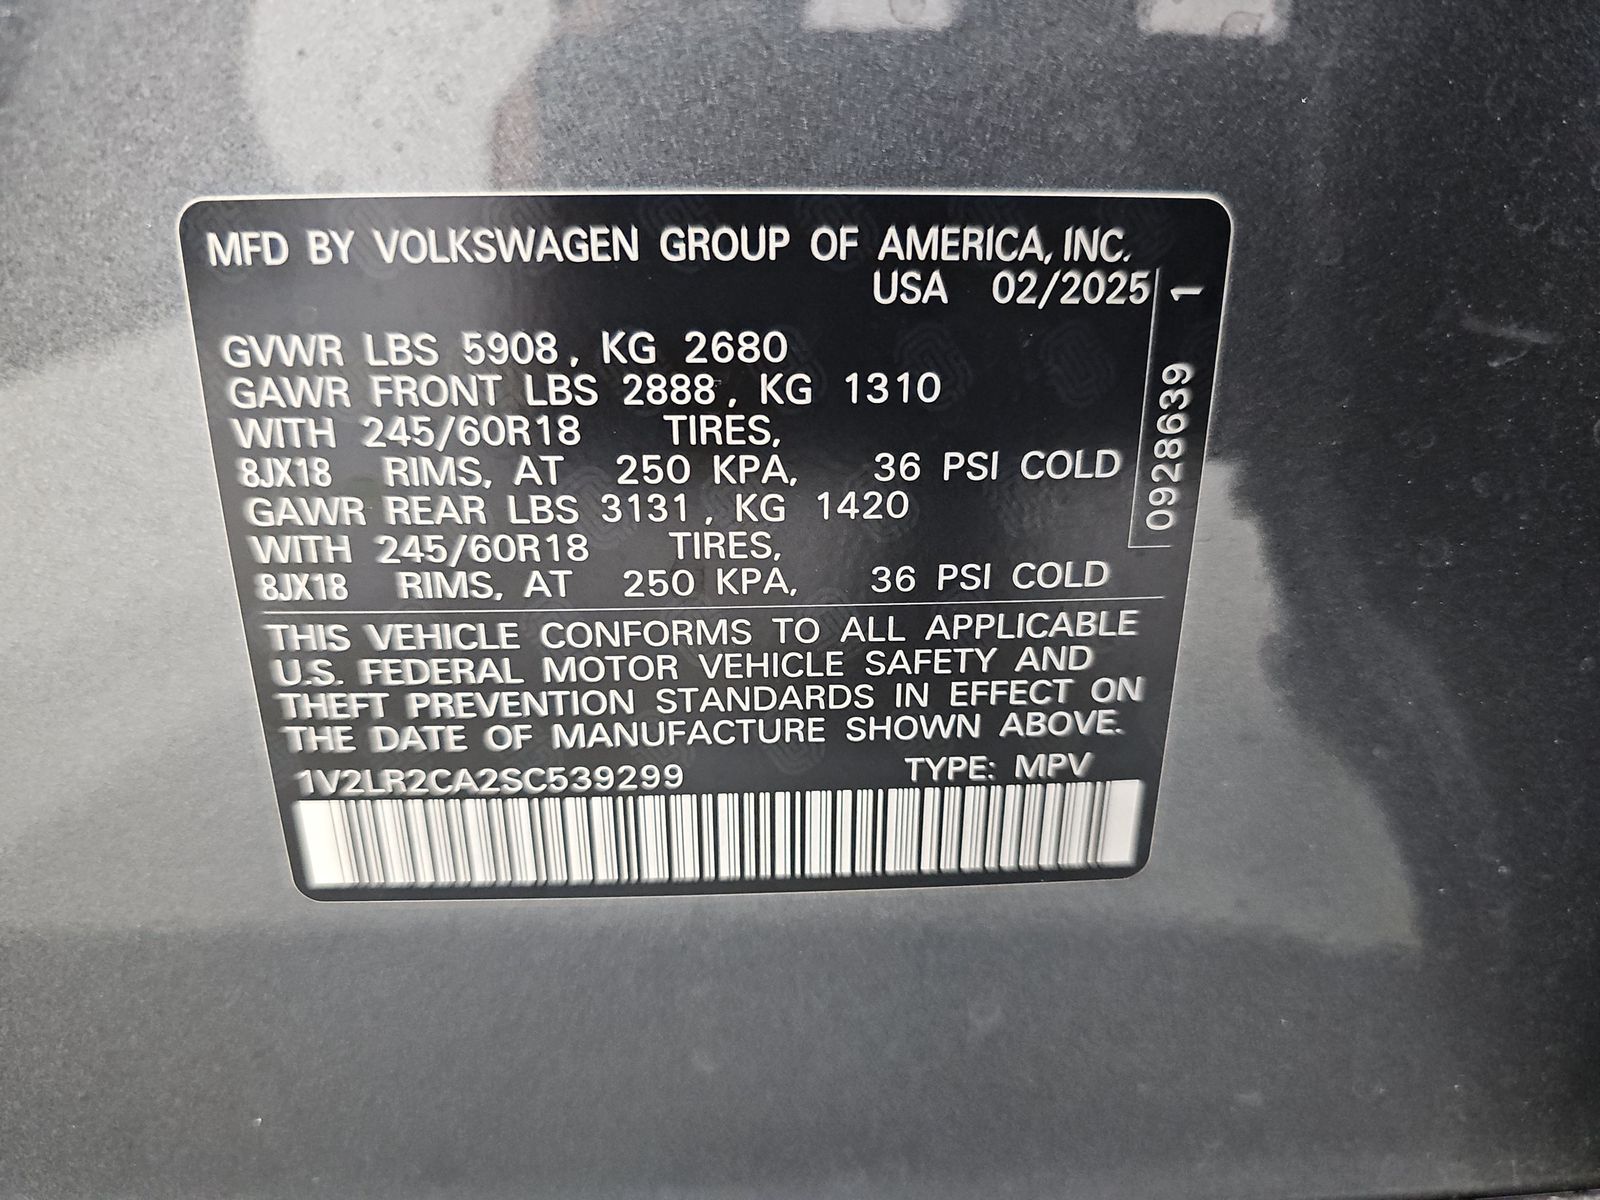 MFD BY VOLKSWAGEN GROUP OF AMERICA, INC.
USA 02/2025
GVWR LBS 5908, KG 2680
GAWR FRONT LBS 2888, KG 1310
WITH 245/60R18 TIRES,
8JX18 RIMS, AT 250 KPA, 36 PSI COLD
GAWR REAR LBS 3131, KG 1420
WITH 245/60R18 TIRES,
8JX18 RIMS, AT 250 KPA, 36 PSI COLD
THIS VEHICLE CONFORMS TO ALL APPLICABLE
U.S. FEDERAL MOTOR VEHICLE SAFETY AND
THEFT PREVENTION STANDARDS IN EFFECT ON
THE DATE OF MANUFACTURE SHOWN ABOVE.
1V2LR2CA2SC539299 TYPE: MPV
0928639 1